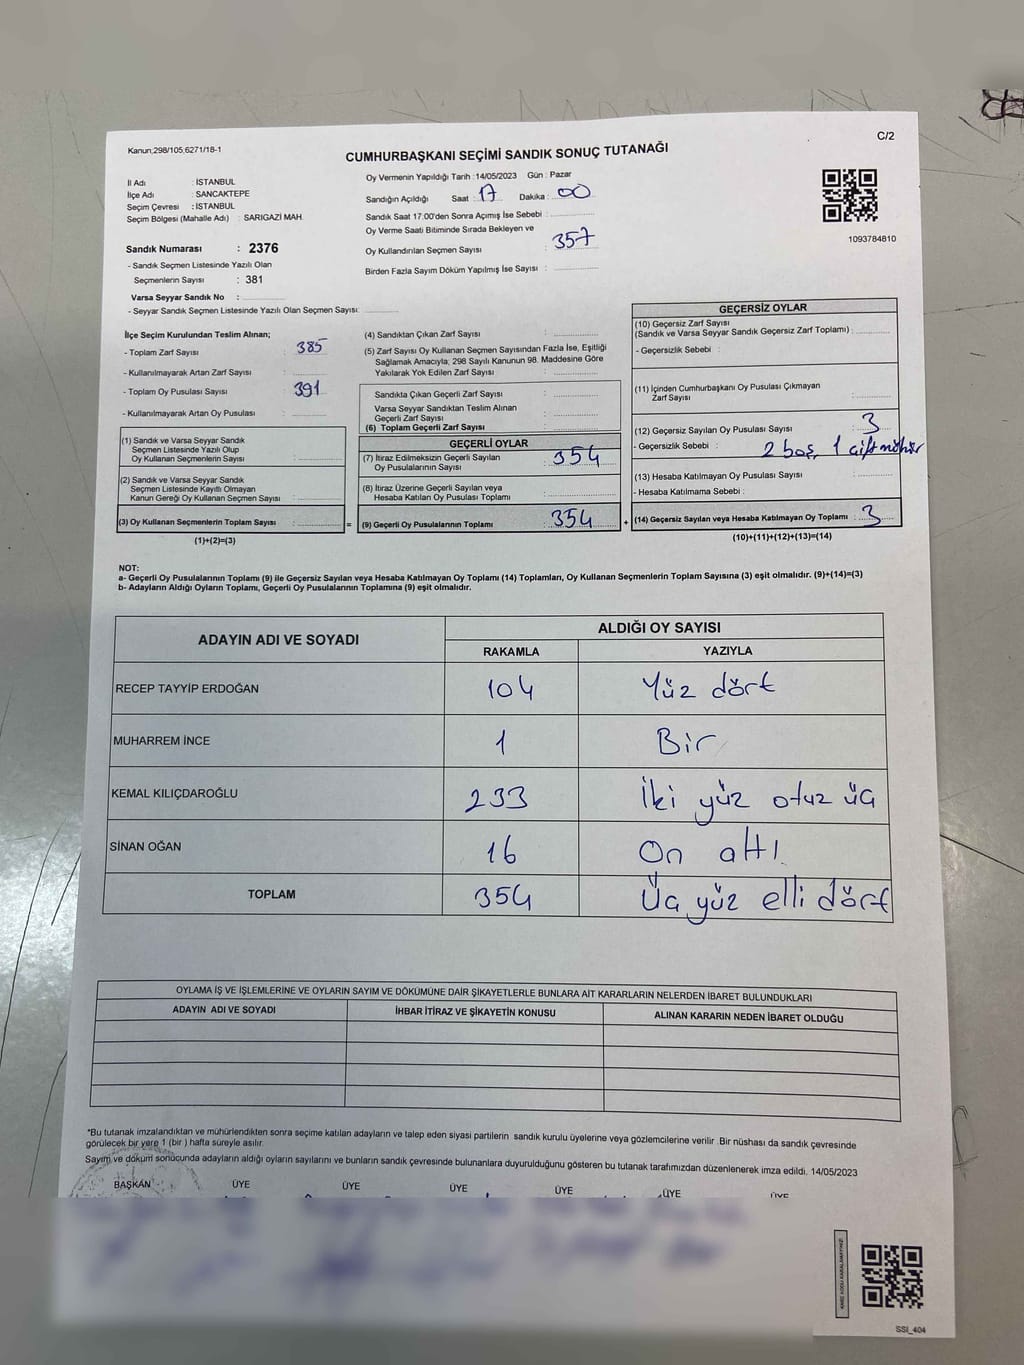 Kanun;298/105;6271/18-1
C/2
CUMHURBAŞKANI SEÇİMİ SANDIK SONUÇ TUTANAĞI
İl Adı : İSTANBUL
İlçe Adı : SANCAKTEPE
Seçim Çevresi : İSTANBUL
Seçim Bölgesi (Mahalle Adı) : SARIGAZİ MAH.
Sandık Numarası : 2376
- Sandık Seçmen Listesinde Yazılı Olan
Seçmenlerin Sayısı : 381
Varsa Seyyar Sandık No :
- Seyyar Sandık Seçmen Listesinde Yazılı Olan Seçmen Sayısı:
Oy Vermenin Yapıldığı Tarih :14/05/2023 Gün : Pazar
Sandığın Açıldığı Saat : 17 Dakika : 00
Sandık Saat 17.00'den Sonra Açımış İse Sebebi :
Oy Verme Saati Bitiminde Sırada Bekleyen ve
Oy Kullandırılan Seçmen Sayısı : 357
Birden Fazla Sayım Döküm Yapılmış İse Sayısı :
1093784810
İlçe Seçim Kurulundan Teslim Alınan;
- Toplam Zarf Sayısı : 385
- Kullanılmayarak Artan Zarf Sayısı :
- Toplam Oy Pusulası Sayısı : 391
- Kullanılmayarak Artan Oy Pusulası :
(1) Sandık ve Varsa Seyyar Sandık
Seçmen Listesinde Yazılı Olup
Oy Kullanan Seçmenlerin Sayısı :
(2) Sandık ve Varsa Seyyar Sandık
Seçmen Listesinde Kayıtlı Olmayan
Kanun Gereği Oy Kullanan Seçmen Sayısı :
(3) Oy Kullanan Seçmenlerin Toplam Sayısı : =
(1)+(2)=(3)
(4) Sandıktan Çıkan Zarf Sayısı :
(5) Zarf Sayısı Oy Kullanan Seçmen Sayısından Fazla İse, Eşitliği
Sağlamak Amacıyla, 298 Sayılı Kanunun 98. Maddesine Göre
Yakılarak Yok Edilen Zarf Sayısı :
Sandıkta Çıkan Geçerli Zarf Sayısı :
Varsa Seyyar Sandıktan Teslim Alınan
Geçerli Zarf Sayısı :
(6) Toplam Geçerli Zarf Sayısı :
GEÇERLİ OYLAR
(7) İtiraz Edilmeksizin Geçerli Sayılan
Oy Pusulalarının Sayısı : 354
(8) İtiraz Üzerine Geçerli Sayılan veya
Hesaba Katılan Oy Pusulası Toplamı :
(9) Geçerli Oy Pusulalarının Toplamı : 354 +
GEÇERSİZ OYLAR
(10) Geçersiz Zarf Sayısı
(Sandık ve Varsa Seyyar Sandık Geçersiz Zarf Toplamı) :
- Geçersizlik Sebebi :
(11) İçinden Cumhurbaşkanı Oy Pusulası Çıkmayan
Zarf Sayısı :
(12) Geçersiz Sayılan Oy Pusulası Sayısı : 3
- Geçersizlik Sebebi : 2 boş, 1 çift mühür
(13) Hesaba Katılmayan Oy Pusulası Sayısı :
- Hesaba Katılmama Sebebi :
(14) Geçersiz Sayılan veya Hesaba Katılmayan Oy Toplamı : 3
(10)+(11)+(12)+(13)=(14)
NOT:
a- Geçerli Oy Pusulalarının Toplamı (9) ile Geçersiz Sayılan veya Hesaba Katılmayan Oy Toplamı (14) Toplamları, Oy Kullanan Seçmenlerin Toplam Sayısına (3) eşit olmalıdır. (9)+(14)=(3)
b- Adayların Aldığı Oyların Toplamı, Geçerli Oy Pusulalarının Toplamına (9) eşit olmalıdır.
ADAYIN ADI VE SOYADI
ALDIĞI OY SAYISI
RAKAMLA YAZIYLA
RECEP TAYYİP ERDOĞAN 104 Yüz dört
MUHARREM İNCE 1 Bir
KEMAL KILIÇDAROĞLU 233 İki yüz otuz üç
SİNAN OĞAN 16 On altı
TOPLAM 354 Üç yüz elli dört
OYLAMA İŞ VE İŞLEMLERİNE VE OYLARIN SAYIM VE DÖKÜMÜNE DAİR ŞİKAYETLERLE BUNLARA AİT KARARLARIN NELERDEN İBARET BULUNDUKLARI
ADAYIN ADI VE SOYADI İHBAR İTİRAZ VE ŞİKAYETİN KONUSU ALINAN KARARIN NEDEN İBARET OLDUĞU
*Bu tutanak imzalandıktan ve mühürlendikten sonra seçime katılan adayların ve talep eden siyasi partilerin sandık kurulu üyelerine veya gözlemcilerine verilir .Bir nüshası da sandık çevresinde
görülecek bir yere 1 (bir ) hafta süreyle asılır.
Sayım ve döküm sonucunda adayların aldığı oyların sayılarını ve bunların sandık çevresinde bulunanlara duyurulduğunu gösteren bu tutanak tarafımızdan düzenlenerek imza edildi. 14/05/2023
BAŞKAN ÜYE ÜYE ÜYE ÜYE ÜYE ÜYE
SSI_404